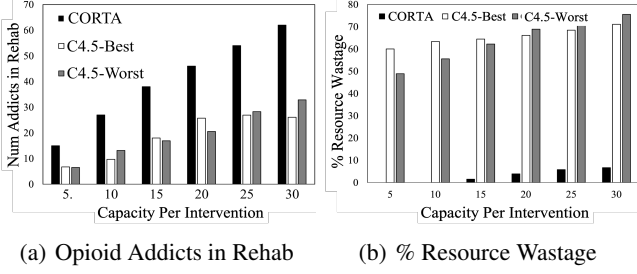 Num Addicts in Rehab
70
60
50
40
30
20
10
0
CORTA
C4.5-Best
C4.5-Worst
5. 10 15 20 25 30
Capacity Per Intervention
(a) Opioid Addicts in Rehab
% Resource Wastage
80
70
60
50
40
30
20
10
0
CORTA C4.5-Best C4.5-Worst
5 10 15 20 25 30
Capacity Per Intervention
(b) % Resource Wastage